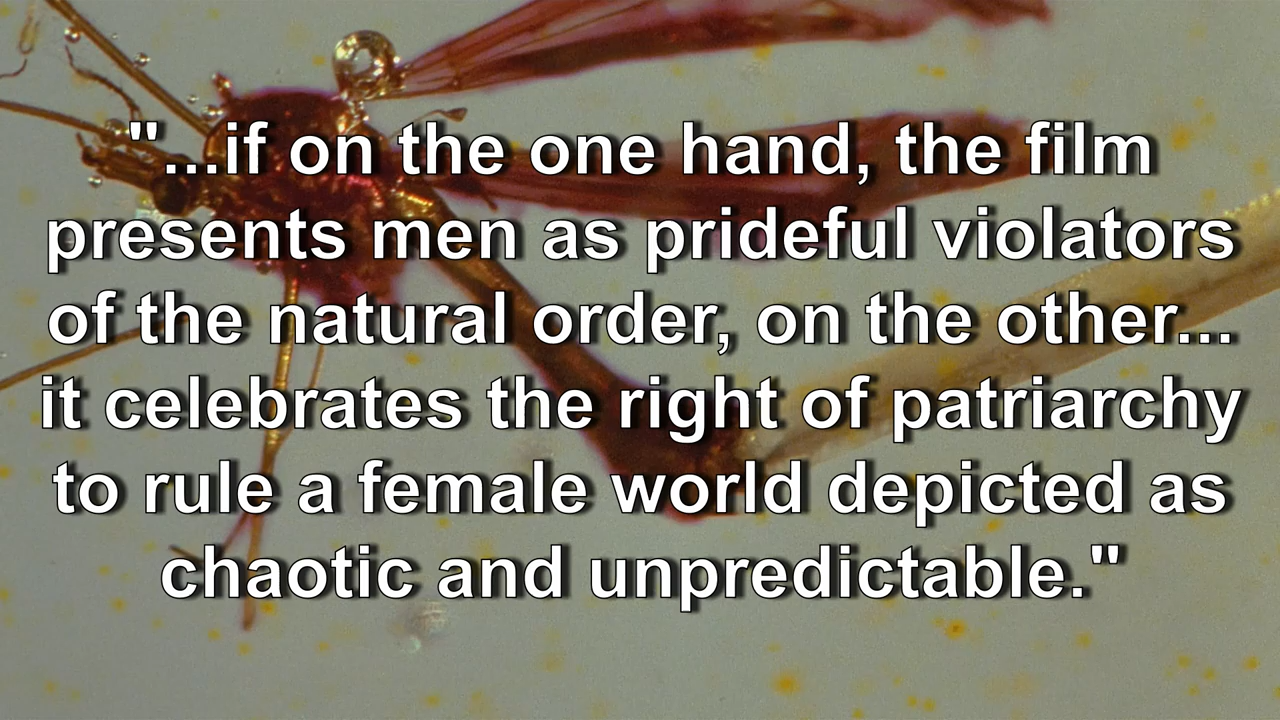 "...if on the one hand, the film
presents men as prideful violators
of the natural order, on the other...
it celebrates the right of patriarchy
to rule a female world depicted as
chaotic and unpredictable."